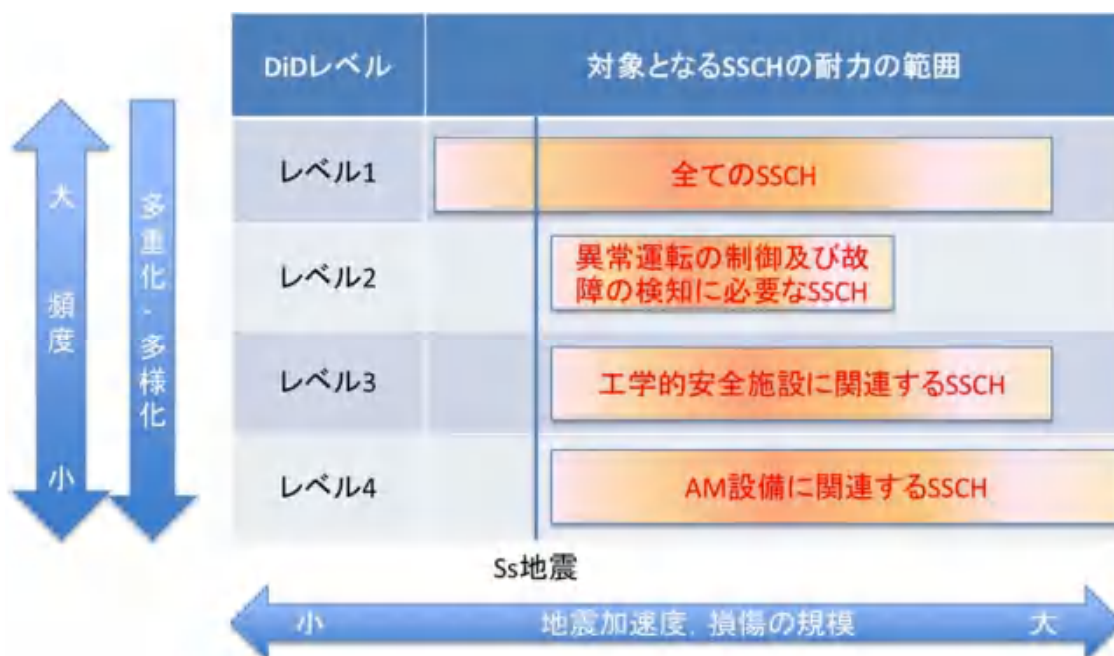 DiDレベル
対象となるSSCHの耐力の範囲
大 頻度 小
多重化・多様化
レベル1
全てのSSCH
レベル2
異常運転の制御及び故
障の検知に必要なSSCH
レベル3
工学的安全施設に関連するSSCH
レベル4
AM設備に関連するSSCH
Ss地震
小 地震加速度, 損傷の規模 大